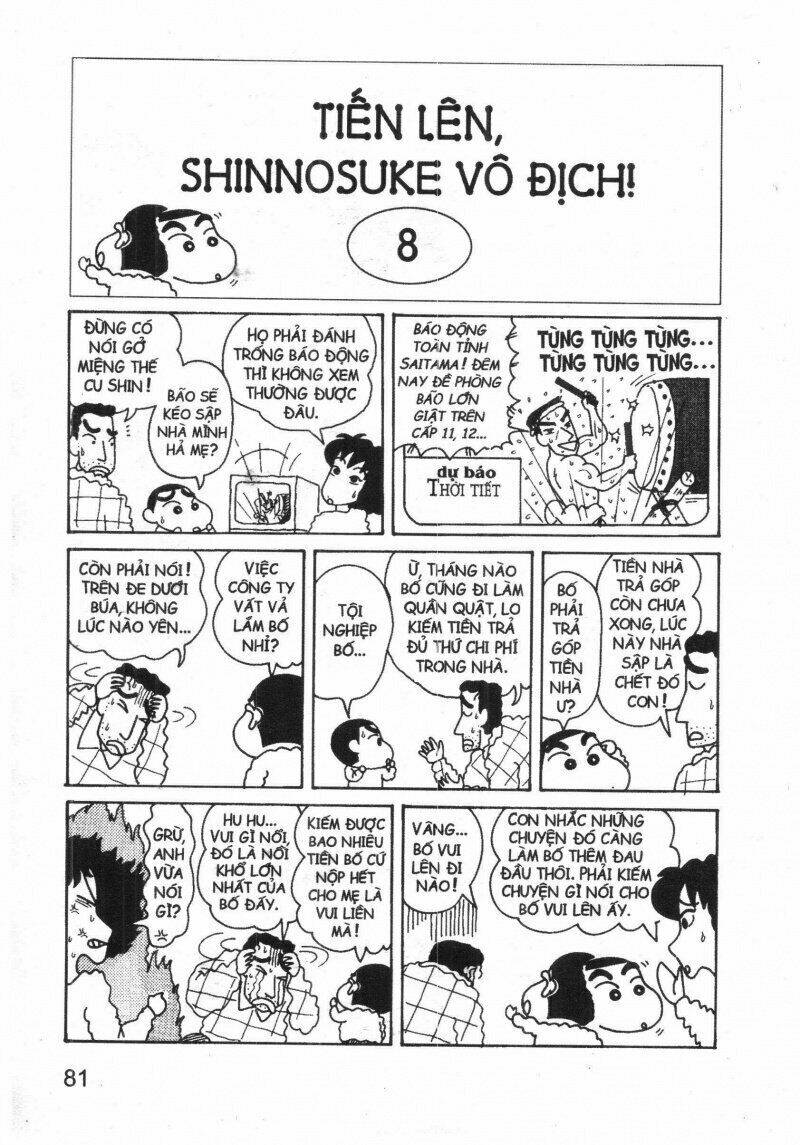 TIẾN LÊN,
SHINNOSUKE VÔ ĐỊCH!
8
TÙNG TÙNG TÙNG...
TÙNG TÙNG TÙNG...
BÁO ĐỘNG
TOÀN TỈNH
SAITAMA! ĐÊM
NAY ĐỀ PHÒNG
BÃO LỚN
GIẬT TRÊN
CẤP 11, 12...
dự báo
THỜI TIẾT
HỌ PHẢI ĐÁNH
TRỐNG BÁO ĐỘNG
THÌ KHÔNG XEM
THƯỜNG ĐƯỢC
ĐÂU.
BÃO SẼ
KÉO SẬP
NHÀ MÌNH
HẢ MẸ?
ĐỪNG CÓ
NÓI GỞ
MIỆNG THẾ
CU SHIN!
TIỀN NHÀ
TRẢ GÓP
CÒN CHƯA
XONG, LÚC
NÀY NHÀ
SẬP LÀ
CHẾT ĐÓ
CON!
BỐ
PHẢI
TRẢ
GÓP
TIỀN
NHÀ
Ư?
Ừ, THÁNG NÀO
BỐ CŨNG ĐI LÀM
QUẦN QUẬT, LO
KIẾM TIỀN TRẢ
ĐỦ THỨ CHI PHÍ
TRONG NHÀ.
TỘI
NGHIỆP
BỐ...
VIỆC
CÔNG TY
VẤT VẢ
LẮM BỐ
NHỈ?
CÒN PHẢI NÓI!
TRÊN ĐE DƯỚI
BÚA, KHÔNG
LÚC NÀO YÊN...
CON NHẮC NHỮNG
CHUYỆN ĐÓ CÀNG
LÀM BỐ THÊM ĐAU
ĐẦU THÔI. PHẢI KIẾM
CHUYỆN GÌ NÓI CHO
BỐ VUI LÊN ẤY.
VÂNG...
BỐ VUI
LÊN ĐI
NÀO!
KIẾM ĐƯỢC
BAO NHIÊU
TIỀN BỐ CỨ
NỘP HẾT
CHO MẸ LÀ
VUI LIỀN
MÀ!
HU HU...
VUI GÌ NỔI,
ĐÓ LÀ NỖI
KHỔ LỚN
NHẤT CỦA
BỐ ĐẤY.
GRỪ,
ANH
VỪA
NÓI
GÌ?
81